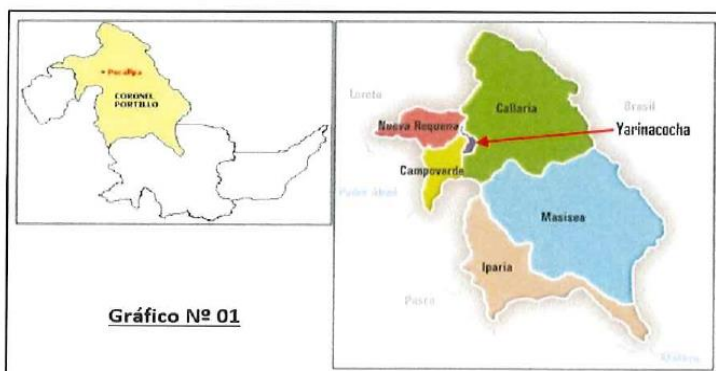 Pucallpa
CORONEL
PORTILLO
Gráfico Nº 01
Loreto
Callaria
Brasil
Nueva Requena
Yarinacocha
Campoverde
Padre Abad
Masisea
Iparia
Pasco